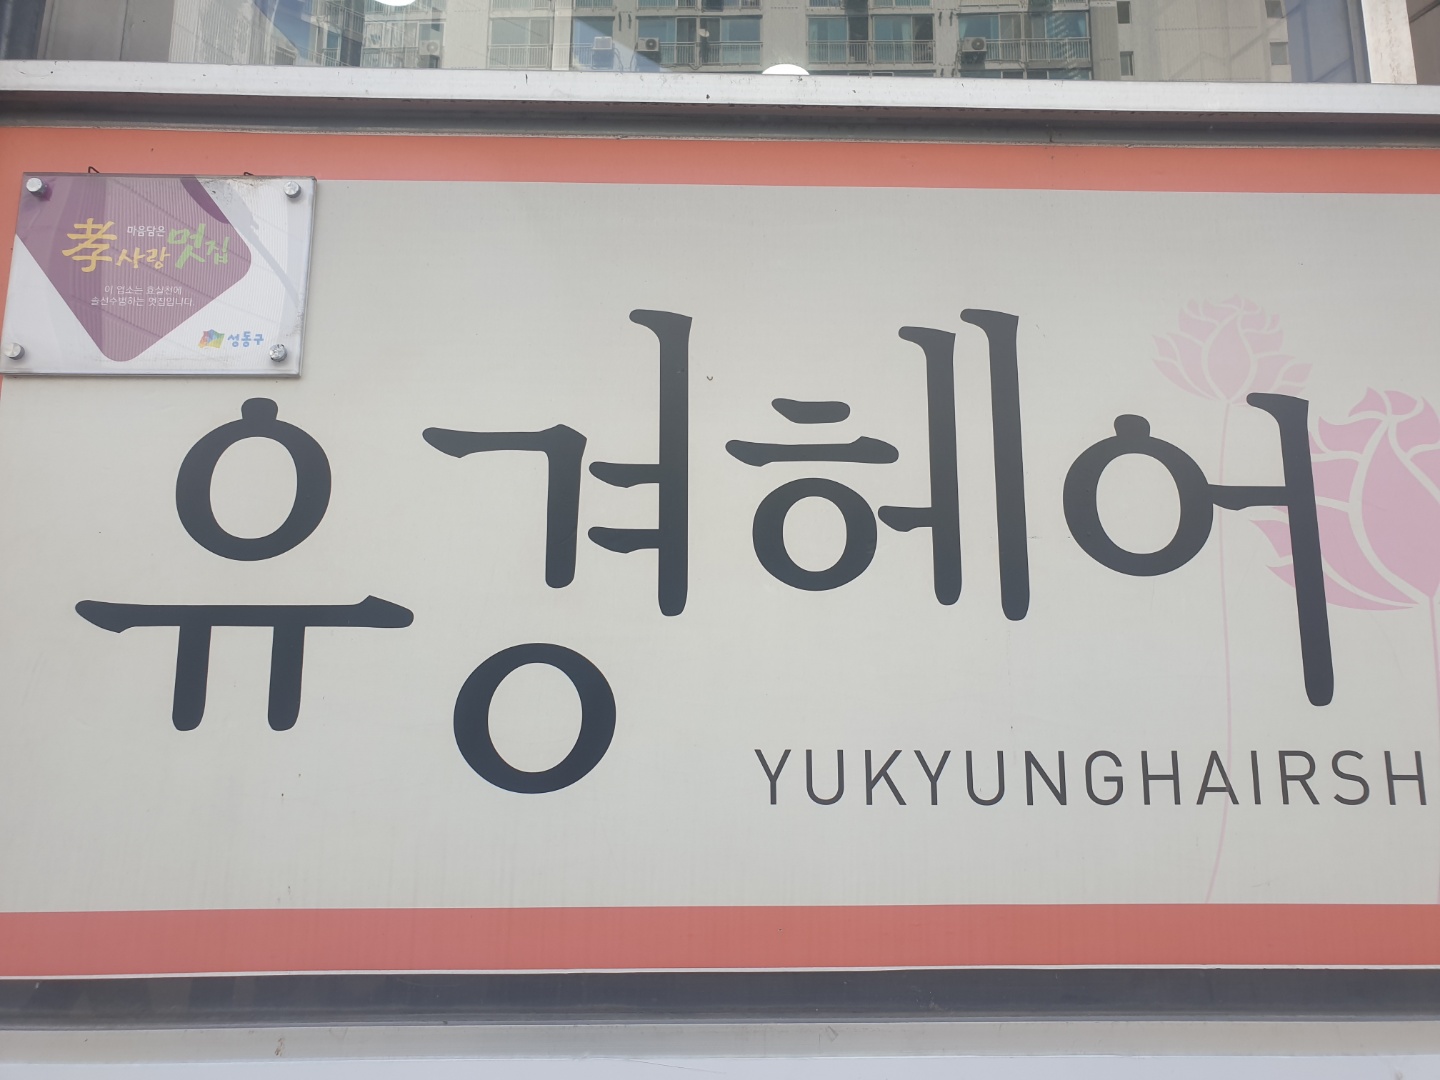 마음담은
孝사랑멋집
이 업소는 효실천에
솔선수범하는 멋집입니다
성동구
유경헤어
YUKYUNGHAIRSH